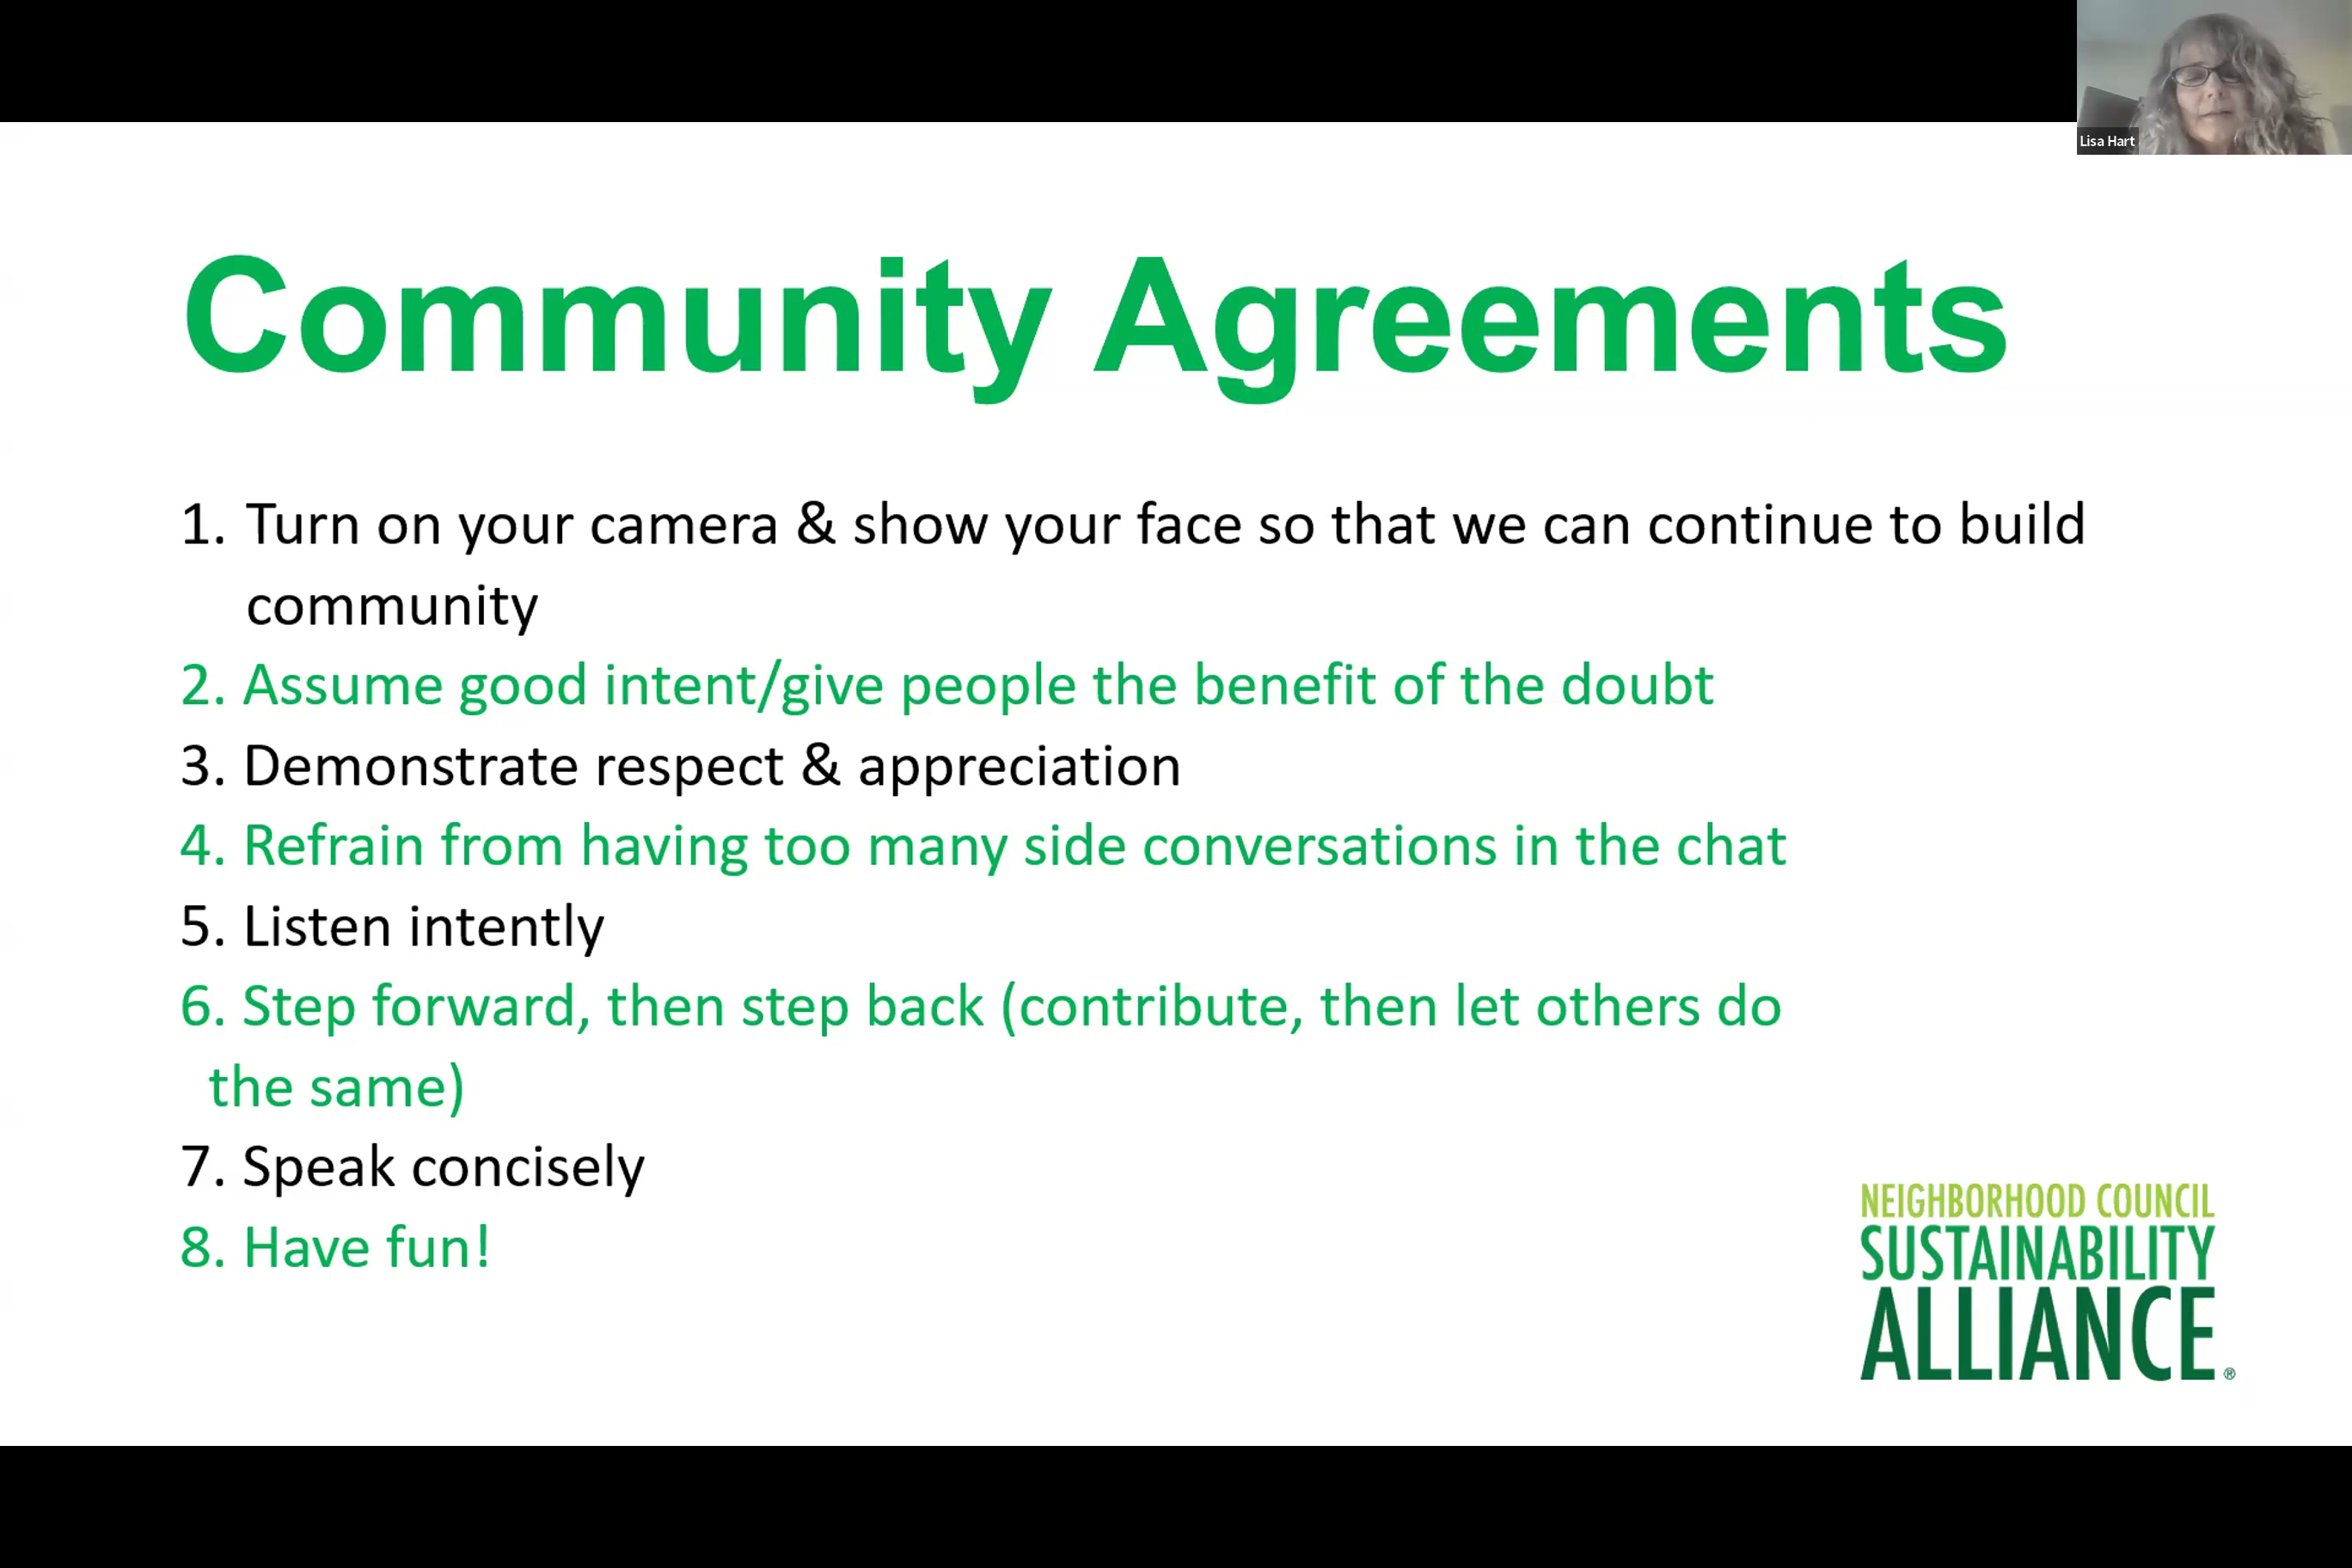 Lisa Hart
Community Agreements
1. Turn on your camera & show your face so that we can continue to build
community
2. Assume good intent/give people the benefit of the doubt
3. Demonstrate respect & appreciation
4. Refrain from having too many side conversations in the chat
5. Listen intently
6. Step forward, then step back (contribute, then let others do
the same)
7. Speak concisely
8. Have fun!
NEIGHBORHOOD COUNCIL
SUSTAINABILITY
ALLIANCE®